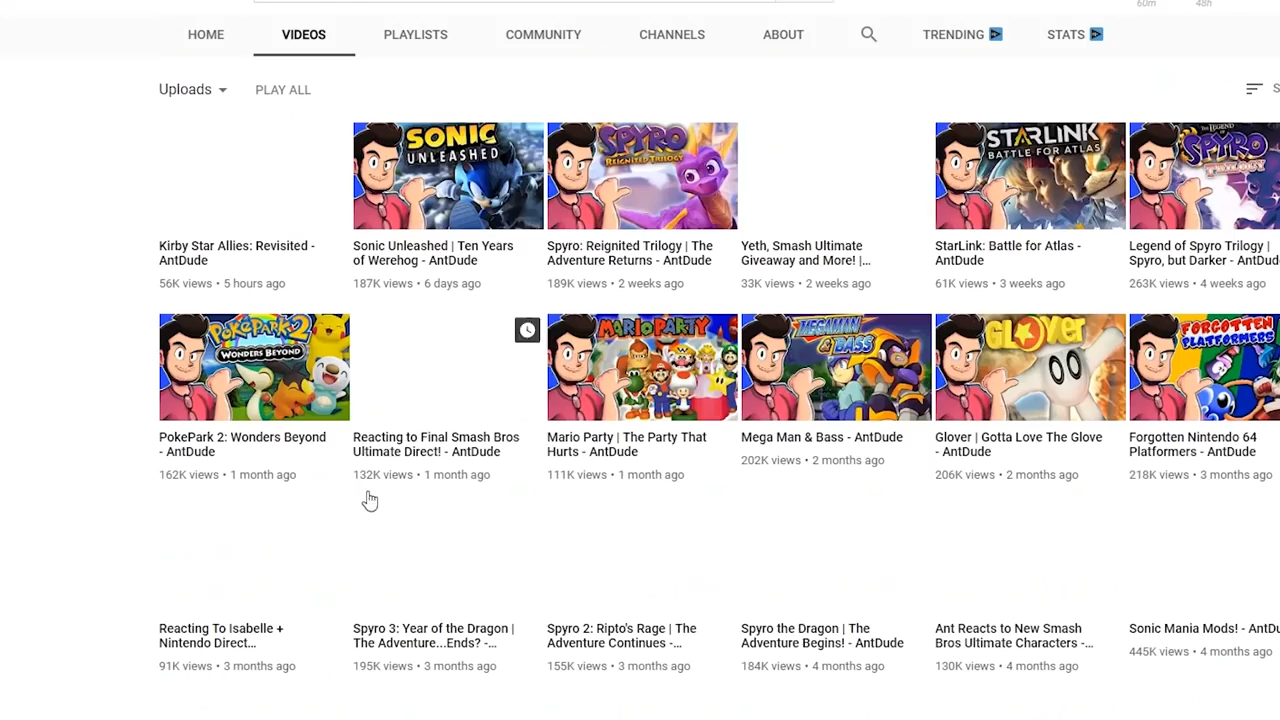 60m 48h
HOME VIDEOS PLAYLISTS COMMUNITY CHANNELS ABOUT TRENDING STATS
Uploads PLAY ALL S
SONIC UNLEASHED
SPYRO
REIGNITED TRILOGY
STARLINK
BATTLE FOR ATLAS
THE LEGEND OF
SPYRO
TRILOGY
Kirby Star Allies: Revisited -
AntDude
56K views • 5 hours ago
Sonic Unleashed | Ten Years
of Werehog - AntDude
187K views • 6 days ago
Spyro: Reignited Trilogy | The
Adventure Returns - AntDude
189K views • 2 weeks ago
Yeth, Smash Ultimate
Giveaway and More! |...
33K views • 2 weeks ago
StarLink: Battle for Atlas -
AntDude
61K views • 3 weeks ago
Legend of Spyro Trilogy |
Spyro, but Darker - AntDude
263K views • 4 weeks ago
POKÉPARK 2
WONDERS BEYOND
MARIO PARTY
MEGAMAN
& BASS
GLOVER
FORGOTTEN
PLATFORMERS
PokePark 2: Wonders Beyond
- AntDude
162K views • 1 month ago
Reacting to Final Smash Bros
Ultimate Direct! - AntDude
132K views • 1 month ago
Mario Party | The Party That
Hurts - AntDude
111K views • 1 month ago
Mega Man & Bass - AntDude
202K views • 2 months ago
Glover | Gotta Love The Glove
- AntDude
206K views • 2 months ago
Forgotten Nintendo 64
Platformers - AntDude
218K views • 3 months ago
Reacting To Isabelle +
Nintendo Direct...
91K views • 3 months ago
Spyro 3: Year of the Dragon |
The Adventure...Ends? -...
195K views • 3 months ago
Spyro 2: Ripto's Rage | The
Adventure Continues -...
155K views • 3 months ago
Spyro the Dragon | The
Adventure Begins! - AntDude
184K views • 4 months ago
Ant Reacts to New Smash
Bros Ultimate Characters -...
130K views • 4 months ago
Sonic Mania Mods! - AntDu
445K views • 4 months ago